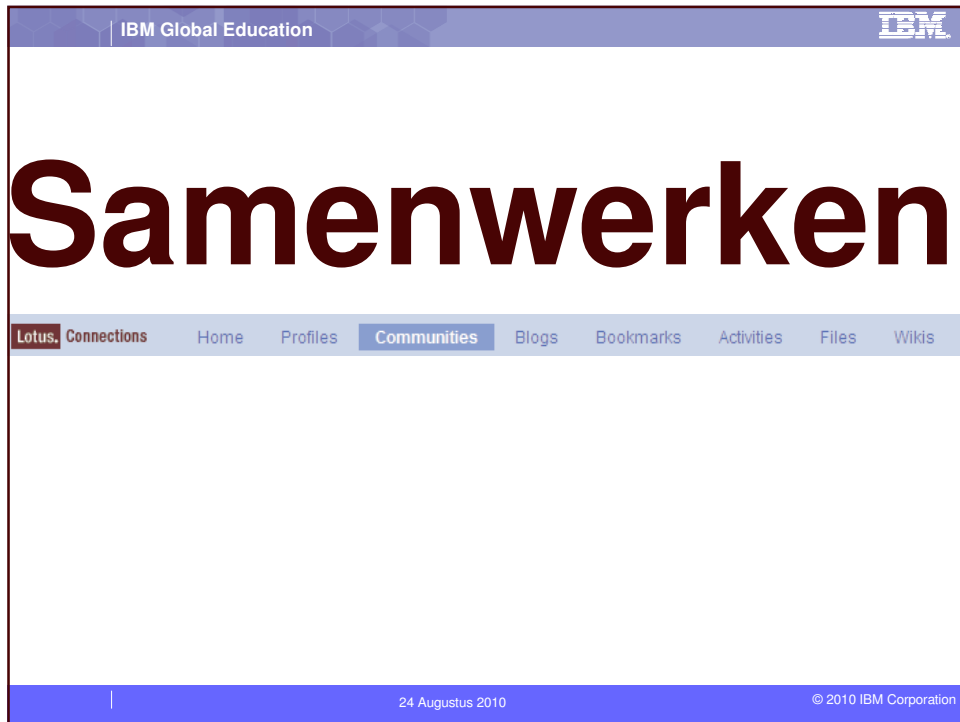 IBM Global Education IBM
Samenwerken
Lotus. Connections Home Profiles Communities Blogs Bookmarks Activities Files Wikis
24 Augustus 2010 © 2010 IBM Corporation